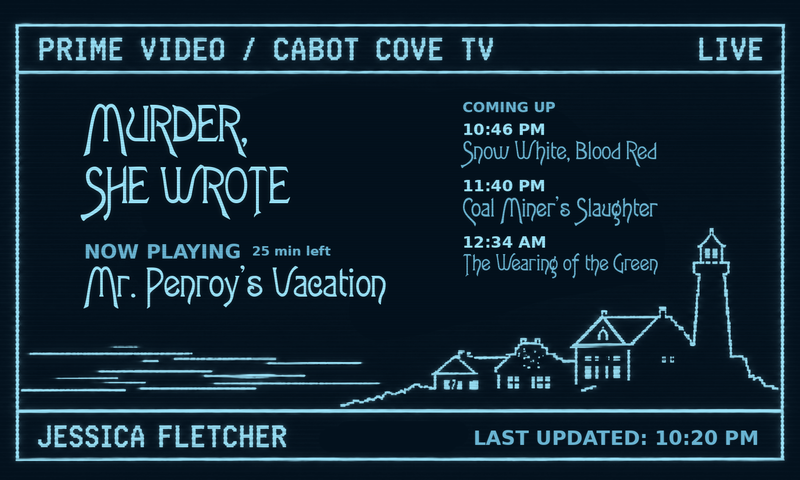 PRIME VIDEO / CABOT COVE TV
LIVE
MURDER,
SHE WROTE
NOW PLAYING 25 min left
Mr. Penroy's Vacation
COMING UP
10:46 PM
Snow White, Blood Red
11:40 PM
Coal Miner's Slaughter
12:34 AM
The Wearing of the Green
JESSICA FLETCHER
LAST UPDATED: 10:20 PM